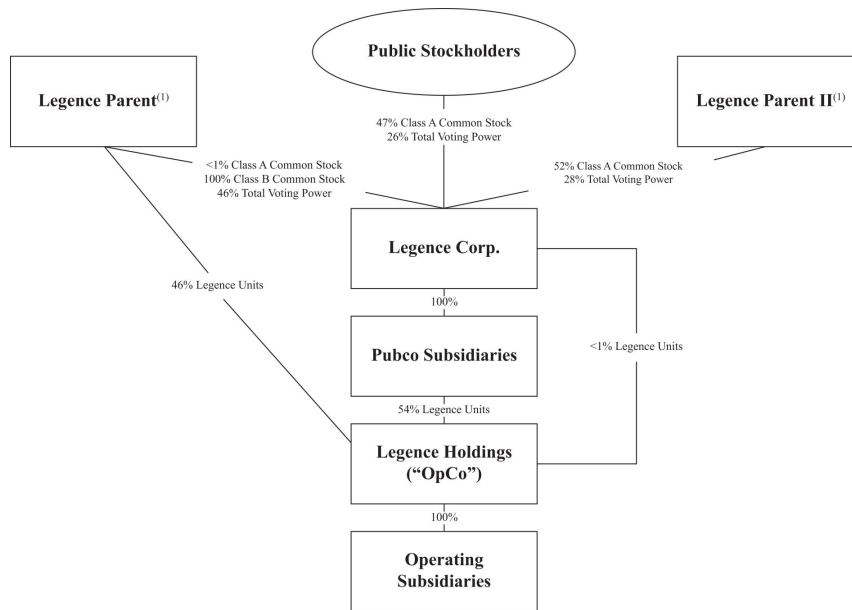 Public Stockholders
Legence Parent(1)
Legence Parent II(1)
47% Class A Common Stock
26% Total Voting Power
<1% Class A Common Stock
100% Class B Common Stock
46% Total Voting Power
52% Class A Common Stock
28% Total Voting Power
Legence Corp.
46% Legence Units
100%
Pubco Subsidiaries
<1% Legence Units
54% Legence Units
Legence Holdings
(“OpCo”)
100%
Operating
Subsidiaries